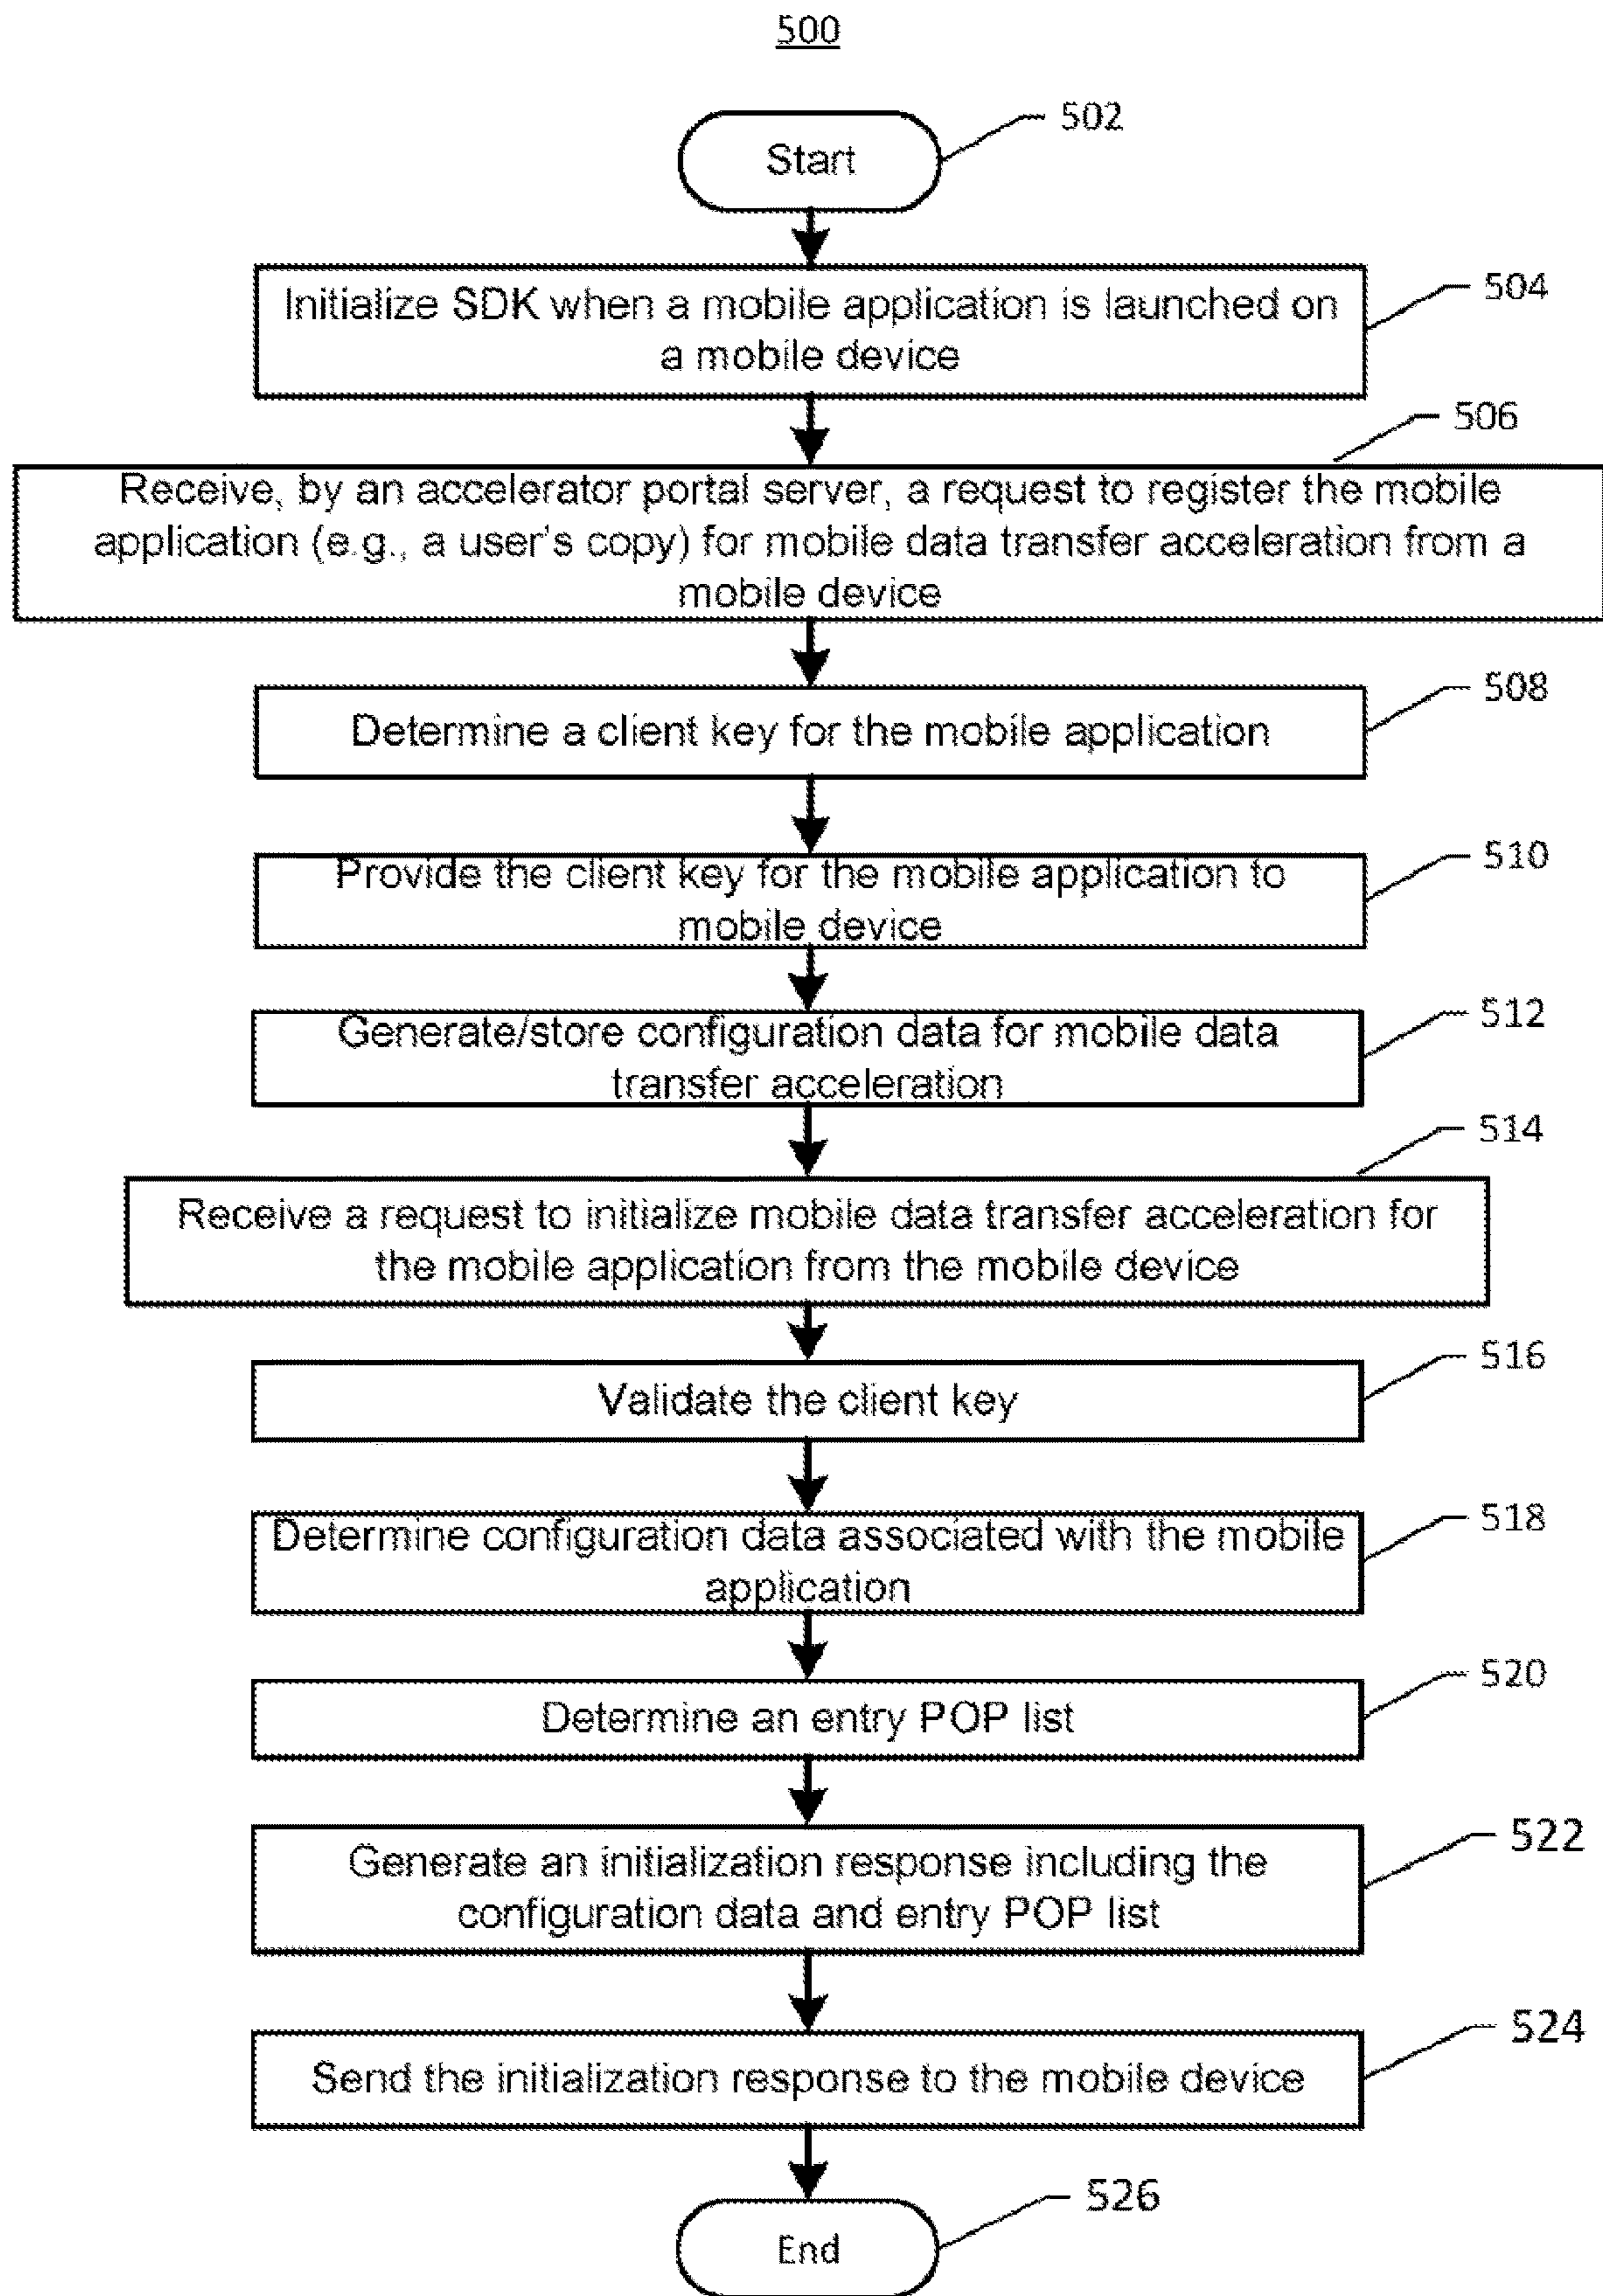 500
502
Start
504
Initialize SDK when a mobile application is launched on
a mobile device
506
Receive, by an accelerator portal server, a request to register the mobile
application (e.g., a user's copy) for mobile data transfer acceleration from a
mobile device
508
Determine a client key for the mobile application
510
Provide the client key for the mobile application to
mobile device
512
Generate/store configuration data for mobile data
transfer acceleration
514
Receive a request to initialize mobile data transfer acceleration for
the mobile application from the mobile device
516
Validate the client key
518
Determine configuration data associated with the mobile
application
520
Determine an entry POP list
522
Generate an initialization response including the
configuration data and entry POP list
524
Send the initialization response to the mobile device
526
End